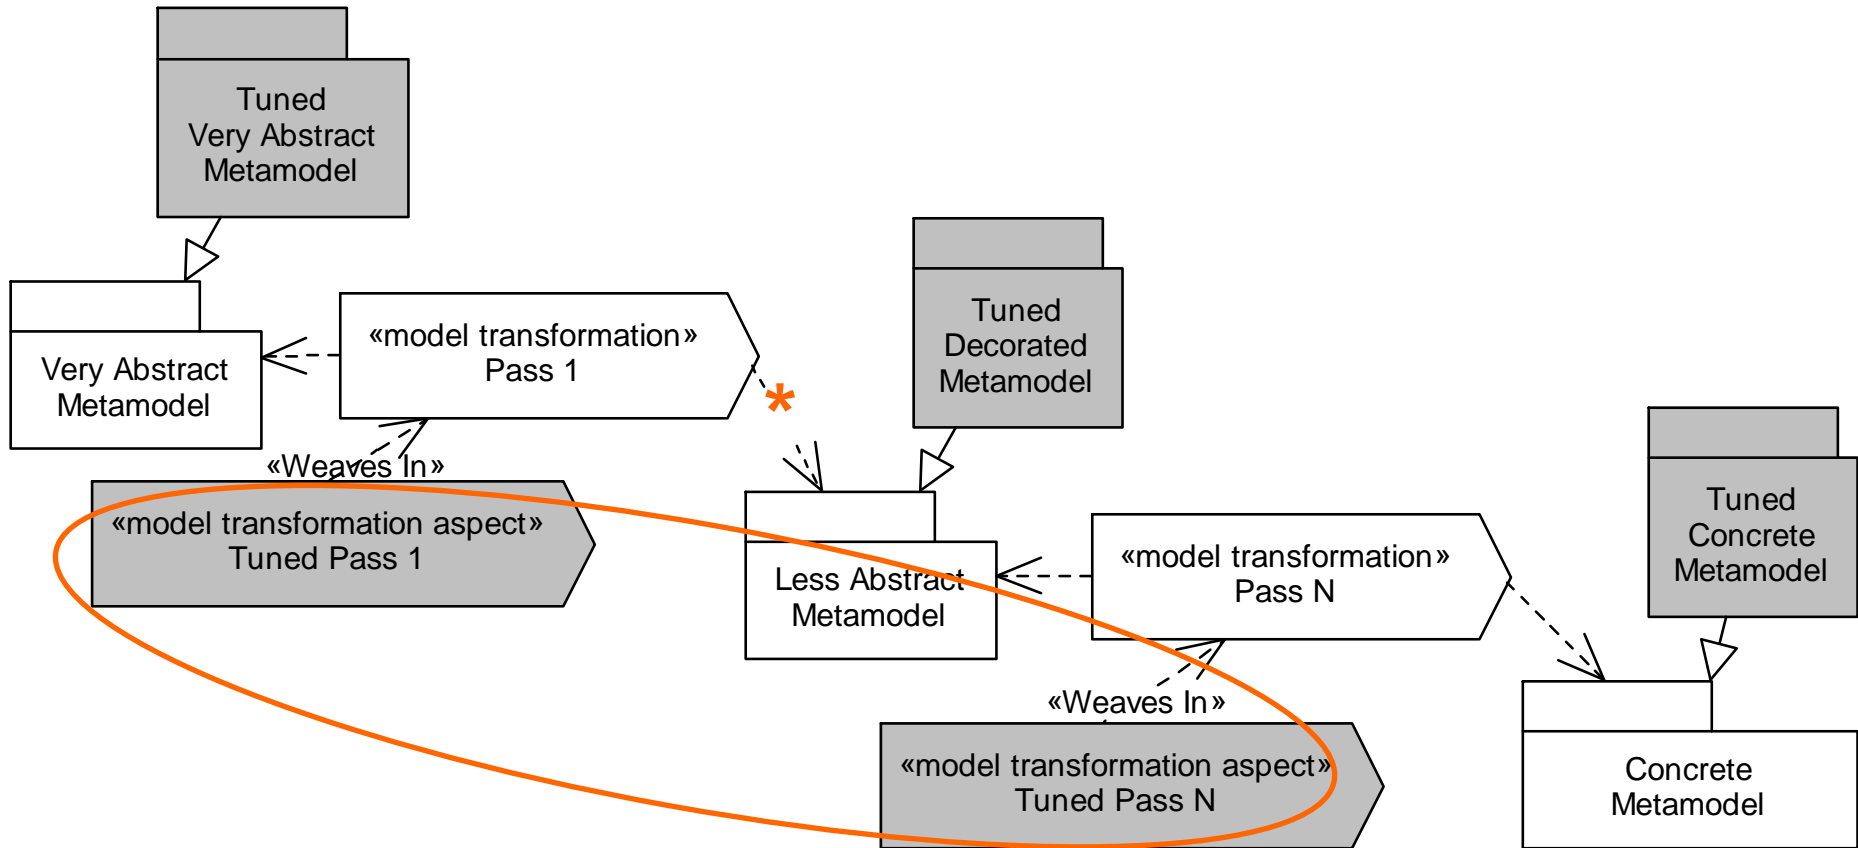 Tuned
Very Abstract
Metamodel
Very Abstract
Metamodel
«model transformation»
Pass 1
*
Tuned
Decorated
Metamodel
«Weaves In»
«model transformation aspect»
Tuned Pass 1
Less Abstract
Metamodel
«model transformation»
Pass N
Tuned
Concrete
Metamodel
«Weaves In»
«model transformation aspect»
Tuned Pass N
Concrete
Metamodel